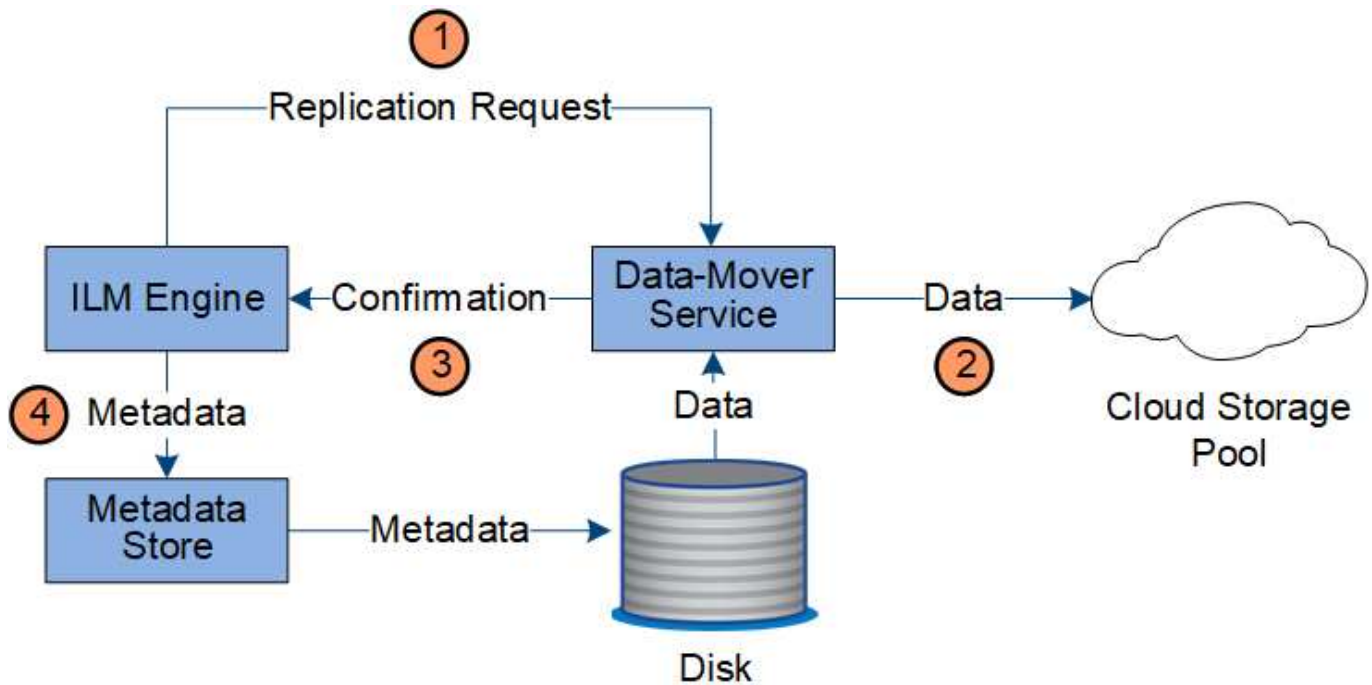 1
Replication Request
ILM Engine
Confirmation
Data-Mover
Service
Data
3
2
4
Metadata
Data
Cloud Storage
Pool
Metadata
Store
Metadata
Disk